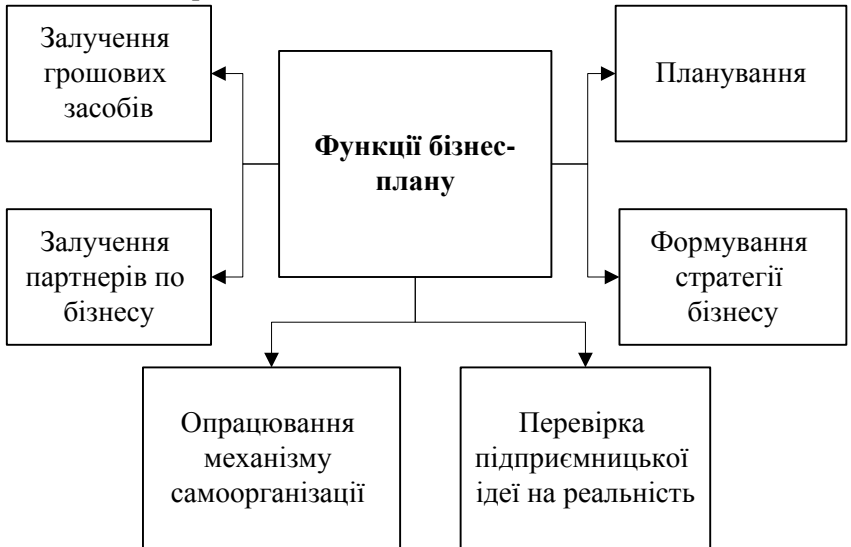 Залучення
грошових
засобів
Функції бізнес-
плану
Планування
Залучення
партнерів по
бізнесу
Формування
стратегії
бізнесу
Опрацювання
механізму
самоорганізації
Перевірка
підприємницької
ідеї на реальність